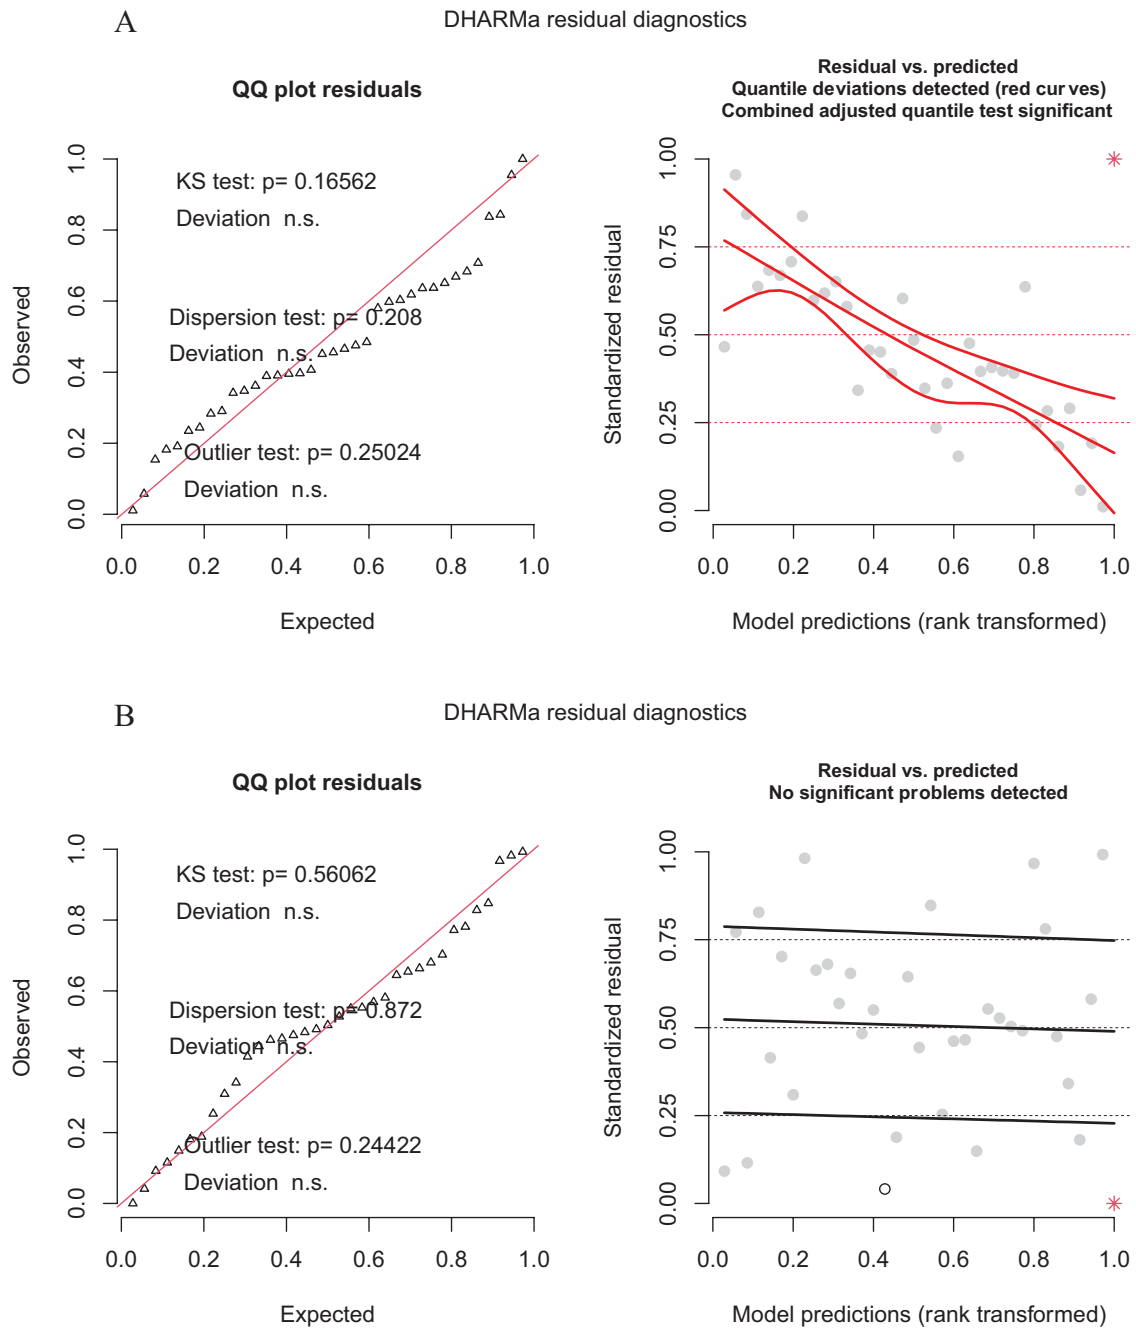 A
DHARMa residual diagnostics
QQ plot residuals
Residual vs. predicted
Quantile deviations detected (red curves)
Combined adjusted quantile test significant
KS test: p= 0.16562
Deviation n.s.
Dispersion test: p= 0.208
Deviation n.s.
Outlier test: p= 0.25024
Deviation n.s.
Observed
0.0 0.2 0.4 0.6 0.8 1.0
0.0 0.2 0.4 0.6 0.8 1.0
Expected
Standardized residual
0.00 0.25 0.50 0.75 1.00
0.0 0.2 0.4 0.6 0.8 1.0
Model predictions (rank transformed)
B
DHARMa residual diagnostics
QQ plot residuals
Residual vs. predicted
No significant problems detected
KS test: p= 0.56062
Deviation n.s.
Dispersion test: p= 0.872
Deviation n.s.
Outlier test: p= 0.24422
Deviation n.s.
Observed
0.0 0.2 0.4 0.6 0.8 1.0
0.0 0.2 0.4 0.6 0.8 1.0
Expected
Standardized residual
0.00 0.25 0.50 0.75 1.00
0.0 0.2 0.4 0.6 0.8 1.0
Model predictions (rank transformed)